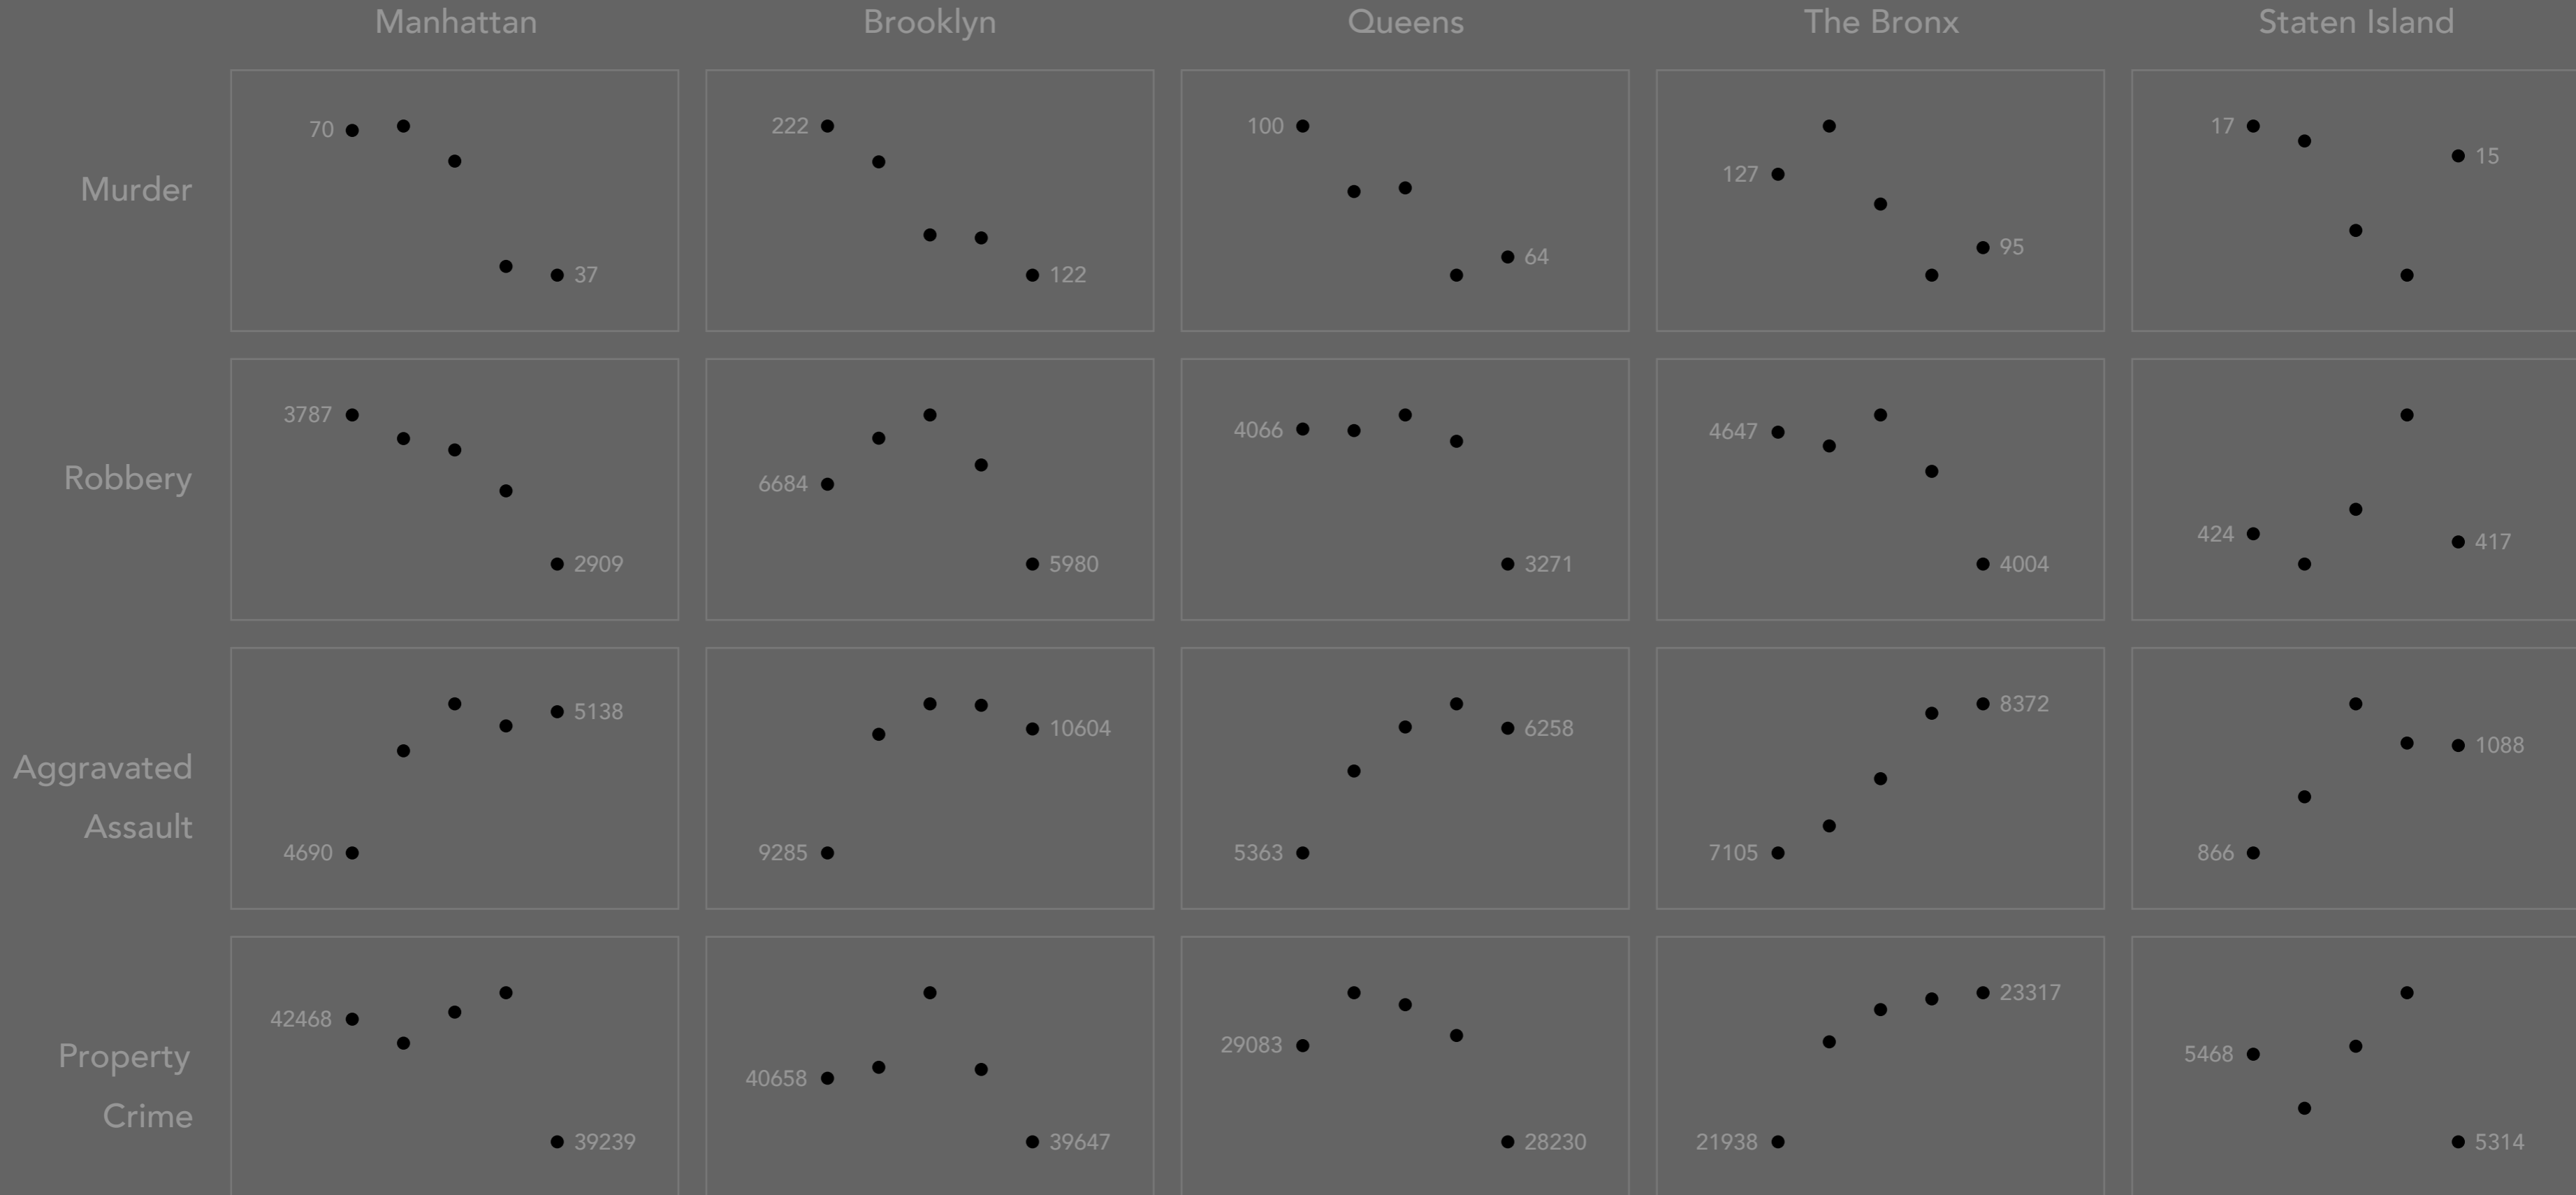 Manhattan Brooklyn Queens The Bronx Staten Island
70 222 100 127 17 15
Murder
37 122 64 95
3787 6684 4066 4647 424 417
Robbery
2909 5980 3271 4004
5138 10604 6258 8372 1088
Aggravated
Assault
4690 9285 5363 7105 866
42468 40658 29083 23317 5468
Property
Crime
39239 39647 28230 21938 5314